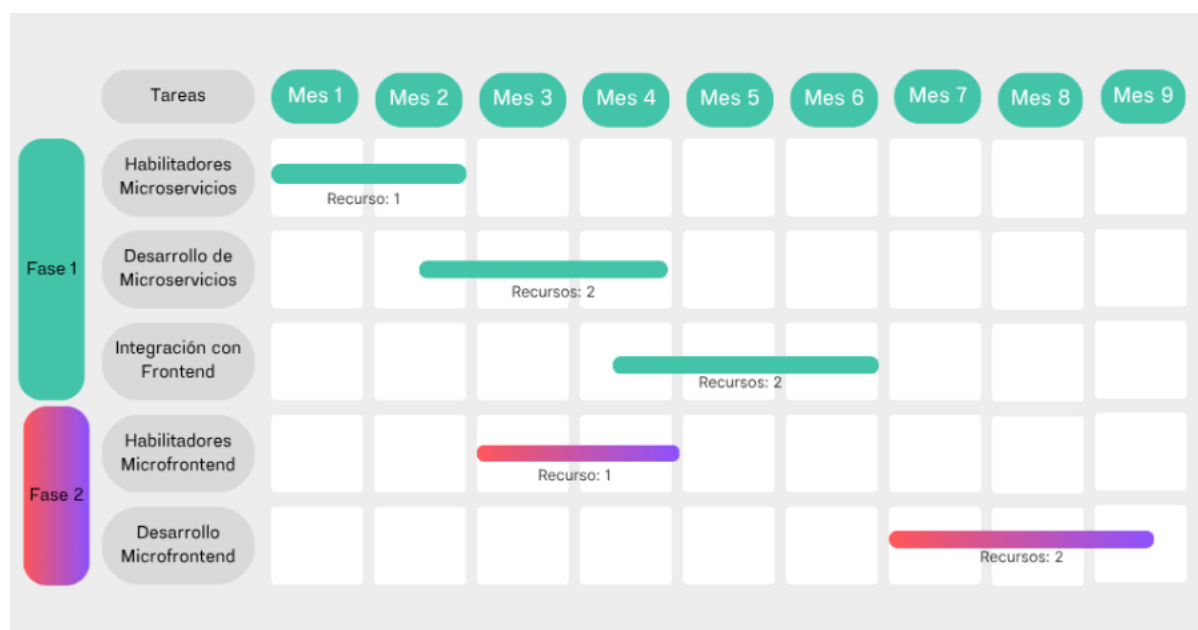 Tareas
Mes 1
Mes 2
Mes 3
Mes 4
Mes 5
Mes 6
Mes 7
Mes 8
Mes 9
Fase 1
Habilitadores
Microservicios
Recurso: 1
Desarrollo de
Microservicios
Recursos: 2
Integración con
Frontend
Recursos: 2
Fase 2
Habilitadores
Microfrontend
Recurso: 1
Desarrollo
Microfrontend
Recursos: 2